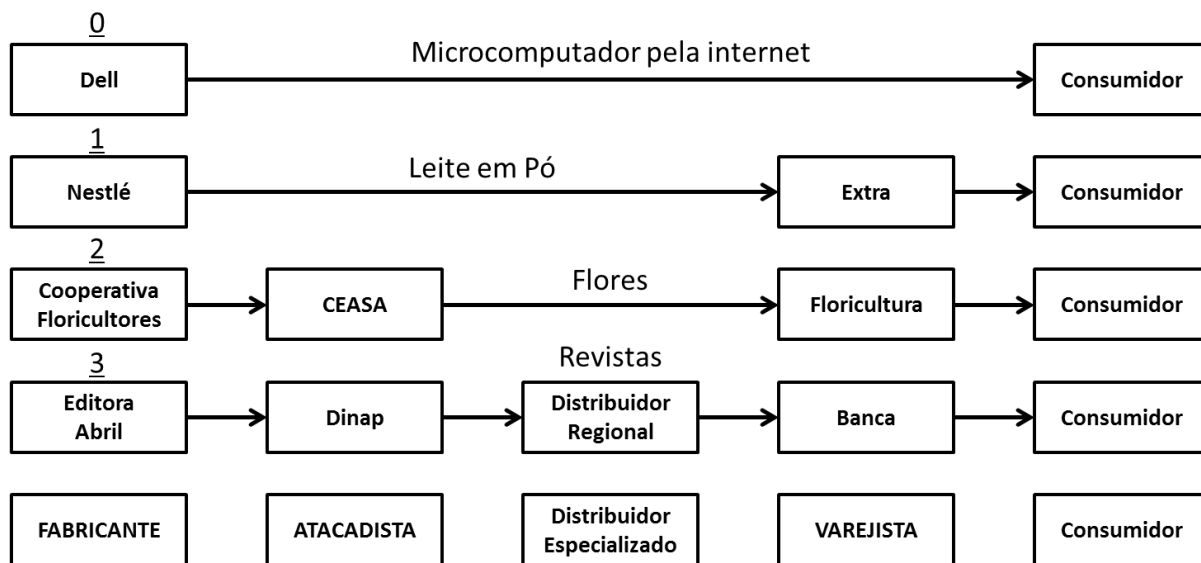 0
Microcomputador pela internet
Dell
Consumidor
1
Leite em Pó
Nestlé
Extra
Consumidor
2
Flores
Cooperativa
Floricultores
CEASA
Floricultura
Consumidor
3
Revistas
Editora
Abril
Dinap
Distribuidor
Regional
Banca
Consumidor
FABRICANTE
ATACADISTA
Distribuidor
Especializado
VAREJISTA
Consumidor